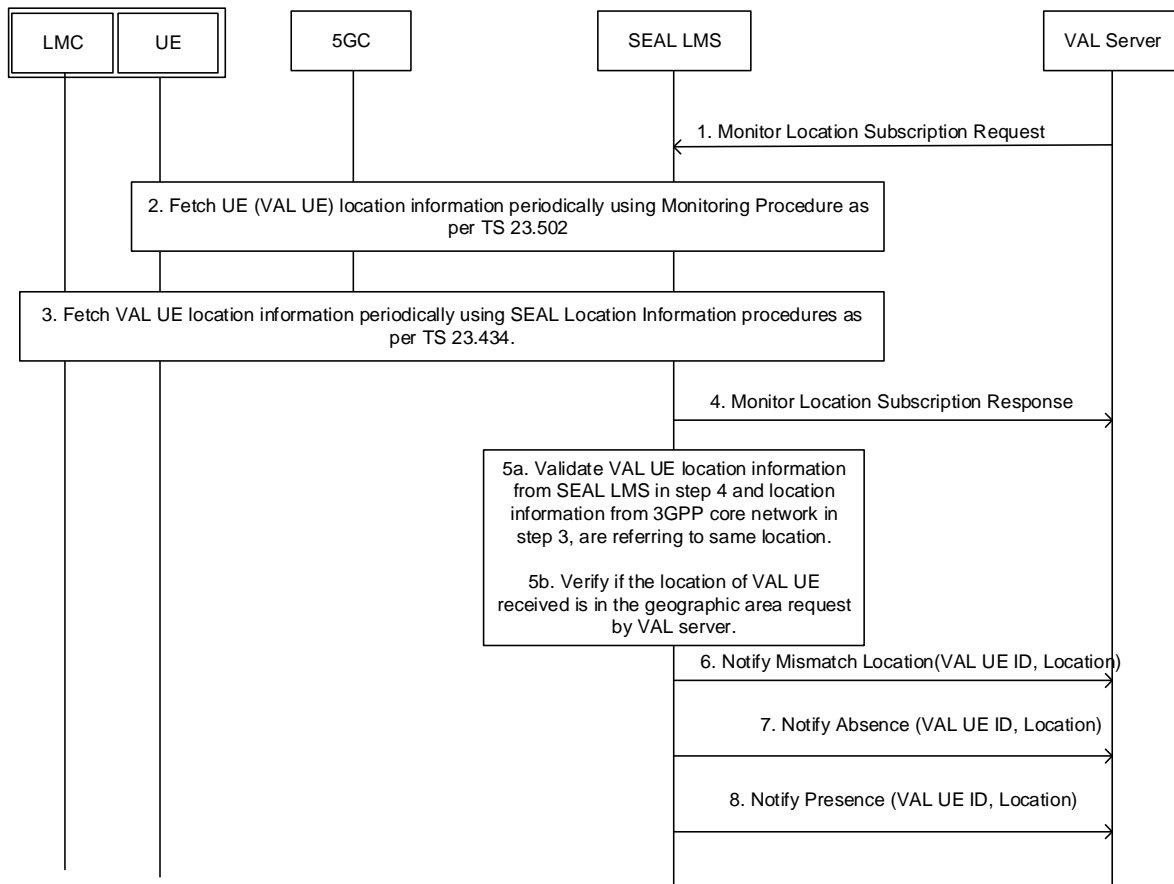 LMC
UE
5GC
SEAL LMS
VAL Server
1. Monitor Location Subscription Request
2. Fetch UE (VAL UE) location information periodically using Monitoring Procedure as
per TS 23.502
3. Fetch VAL UE location information periodically using SEAL Location Information procedures as
per TS 23.434.
4. Monitor Location Subscription Response
5a. Validate VAL UE location information
from SEAL LMS in step 4 and location
information from 3GPP core network in
step 3, are referring to same location.
5b. Verify if the location of VAL UE
received is in the geographic area request
by VAL server.
6. Notify Mismatch Location(VAL UE ID, Location)
7. Notify Absence (VAL UE ID, Location)
8. Notify Presence (VAL UE ID, Location)